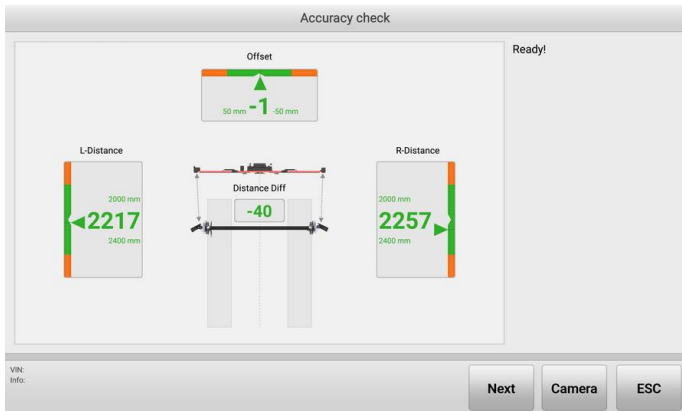 Accuracy check
Ready!
Offset
50 mm -1 -50 mm
L-Distance
2000 mm
2217
2400 mm
Distance Diff
-40
R-Distance
2000 mm
2257
2400 mm
VIN:
Info:
Next
Camera
ESC